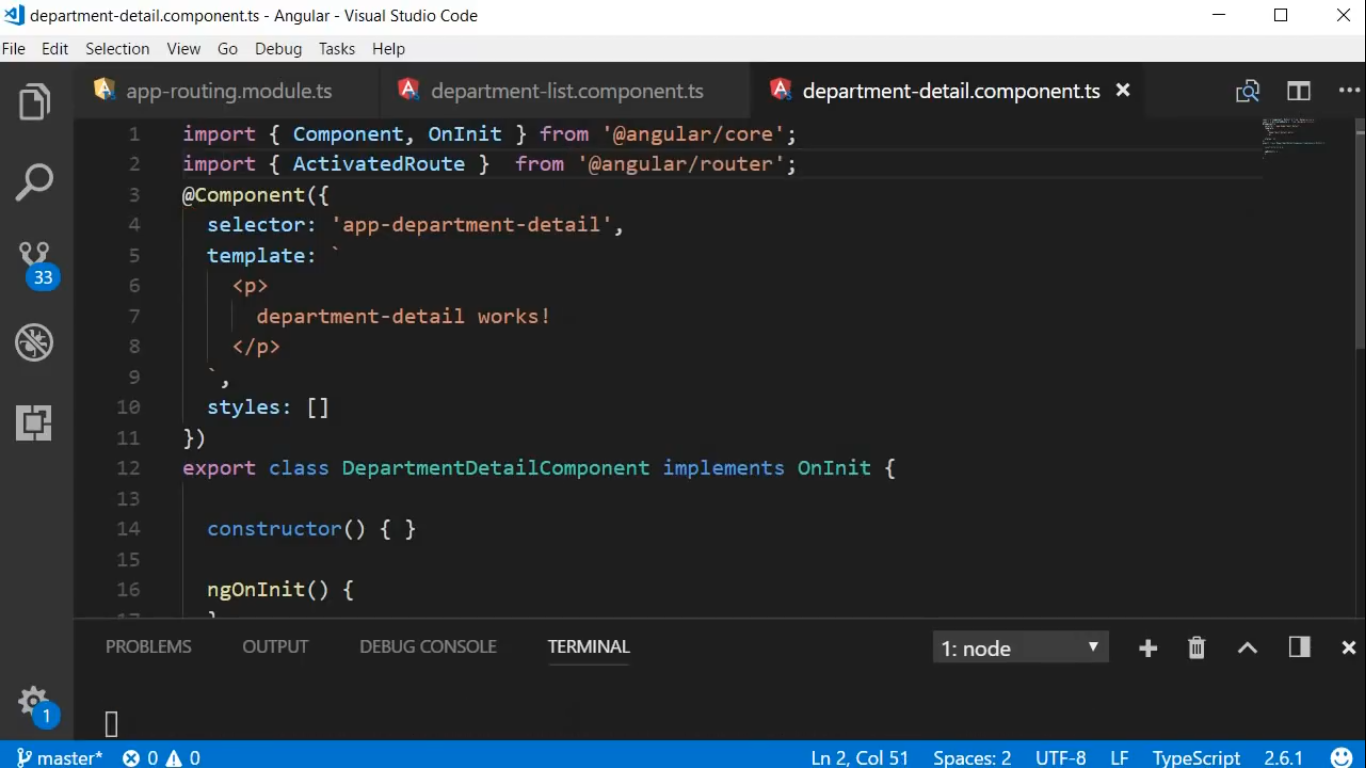 department-detail.component.ts - Angular - Visual Studio Code
File Edit Selection View Go Debug Tasks Help
app-routing.module.ts department-list.component.ts department-detail.component.ts
1 import { Component, OnInit } from '@angular/core';
2 import { ActivatedRoute }  from '@angular/router';
3 @Component({
4   selector: 'app-department-detail',
5   template: `
6     <p>
7       department-detail works!
8     </p>
9   `,
10   styles: []
11 })
12 export class DepartmentDetailComponent implements OnInit {
13
14   constructor() { }
15
16   ngOnInit() {
17   }
33
1
PROBLEMS OUTPUT DEBUG CONSOLE TERMINAL 1: node
master* 0 0 Ln 2, Col 51 Spaces: 2 UTF-8 LF TypeScript 2.6.1